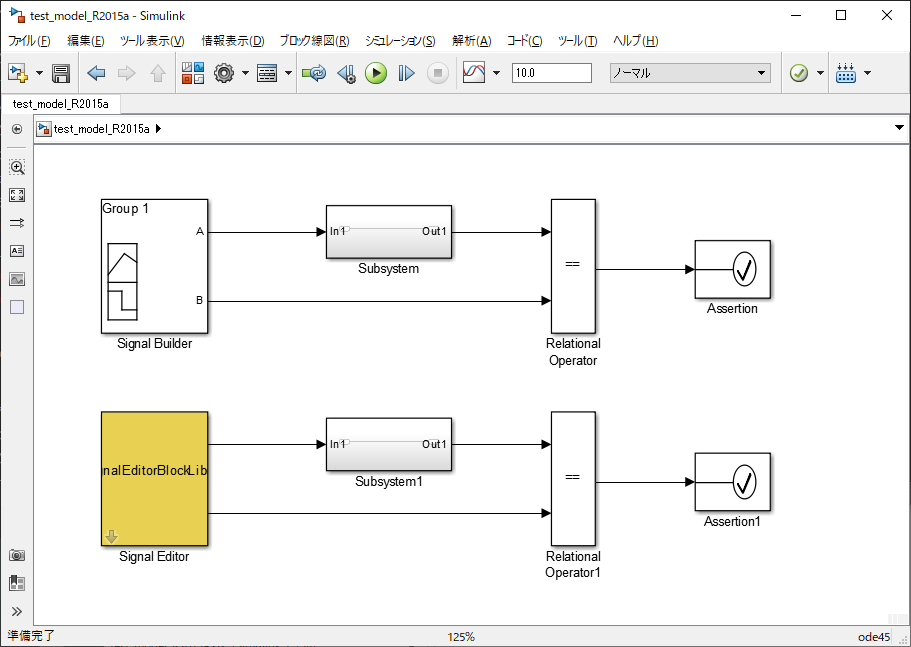 test_model_R2015a - Simulink
ファイル(F) 編集(E) ツール表示(V) 情報表示(D) ブロック線図(R) シミュレーション(S) 解析(A) コード(C) ツール(T) ヘルプ(H)
10.0 ノーマル
test_model_R2015a
test_model_R2015a
Group 1
A
B
Signal Builder
In1 Out1
Subsystem
==
Relational
Operator
Assertion
nalEditorBlockLib
Signal Editor
In1 Out1
Subsystem1
==
Relational
Operator1
Assertion1
準備完了 125% ode45